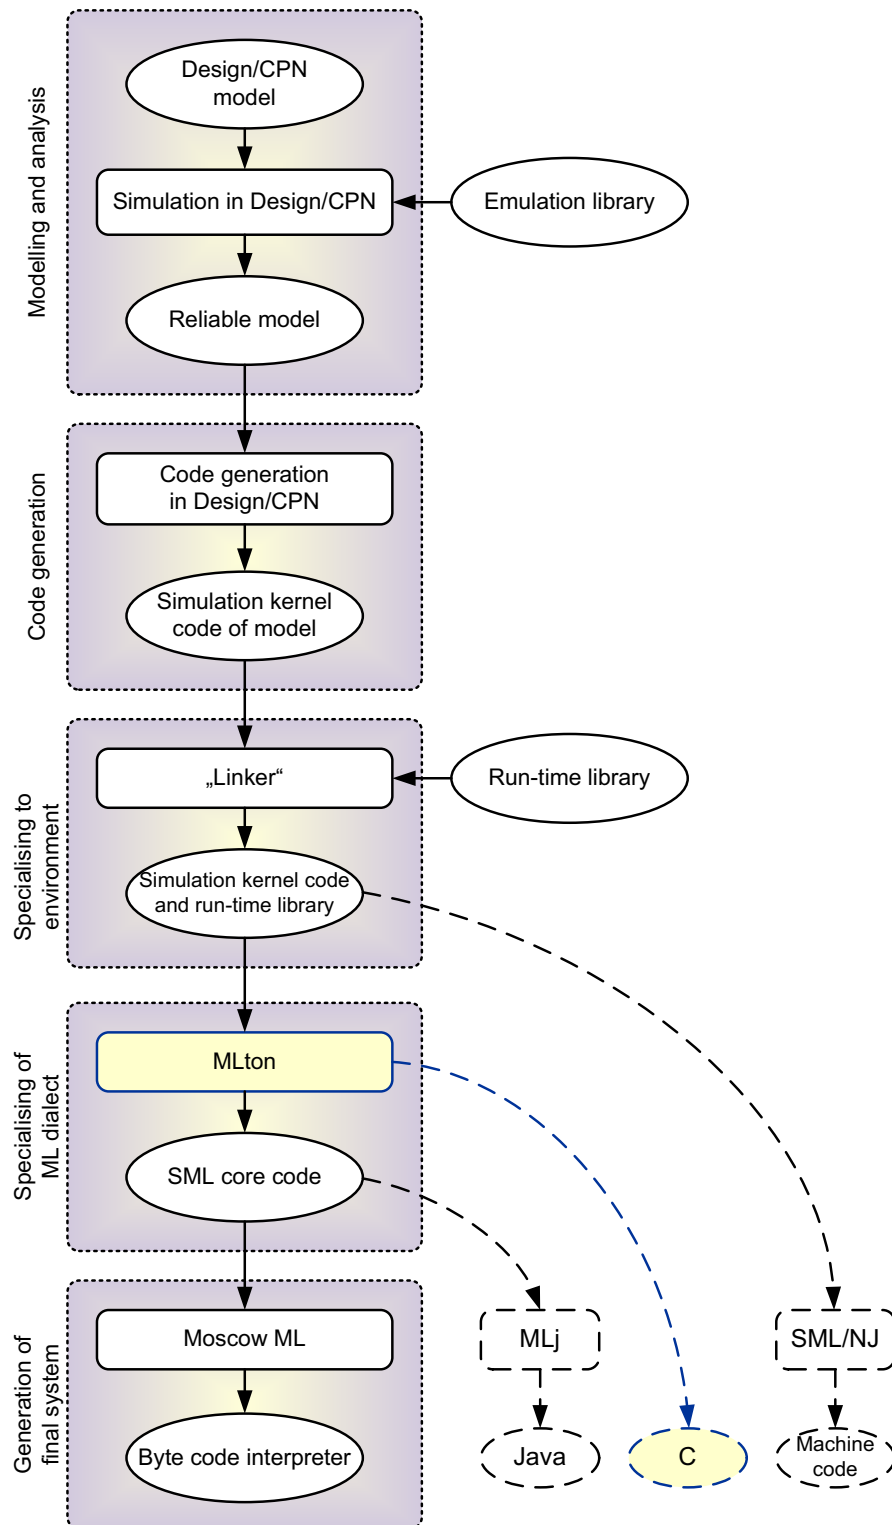 Modelling and analysis
Design/CPN
model
Simulation in Design/CPN
Emulation library
Reliable model
Code generation
Code generation
in Design/CPN
Simulation kernel
code of model
Specialising to
environment
„Linker“
Run-time library
Simulation kernel code
and run-time library
Specialising of
ML dialect
MLton
SML core code
Generation of
final system
Moscow ML
MLj
SML/NJ
Byte code interpreter
Java
C
Machine
code